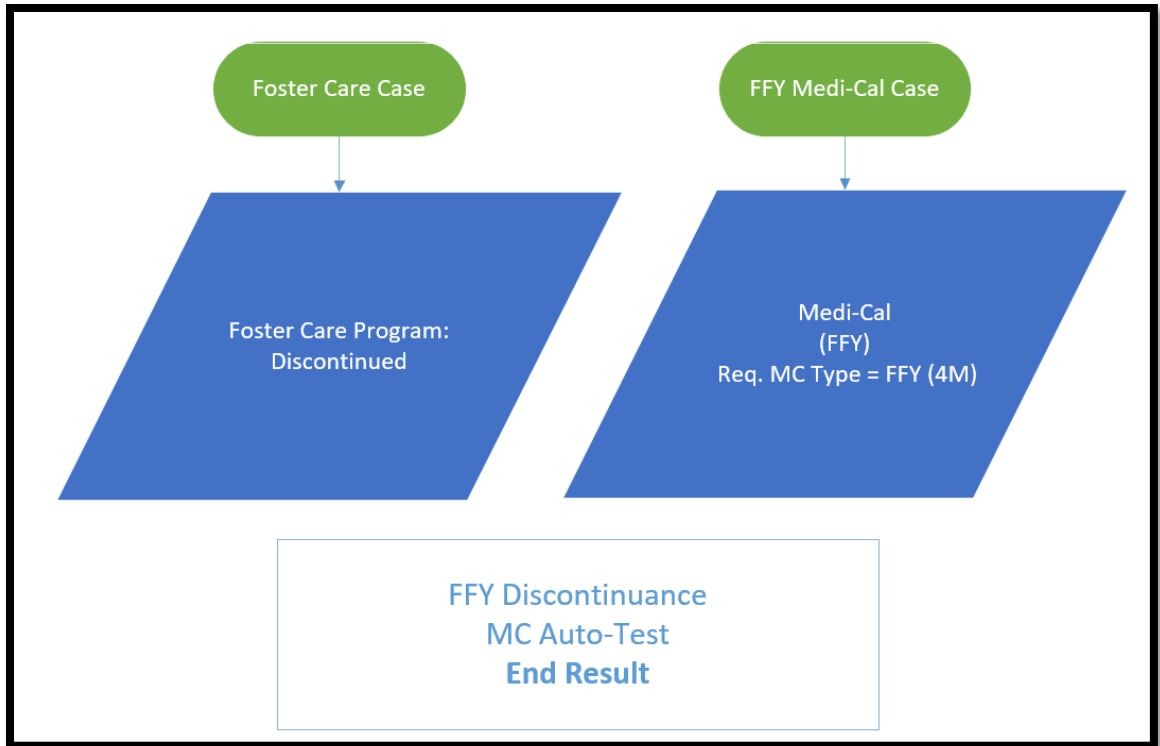 Foster Care Case
FFY Medi-Cal Case
Foster Care Program:
Discontinued
Medi-Cal
(FFY)
Req. MC Type = FFY (4M)
FFY Discontinuance
MC Auto-Test
End Result